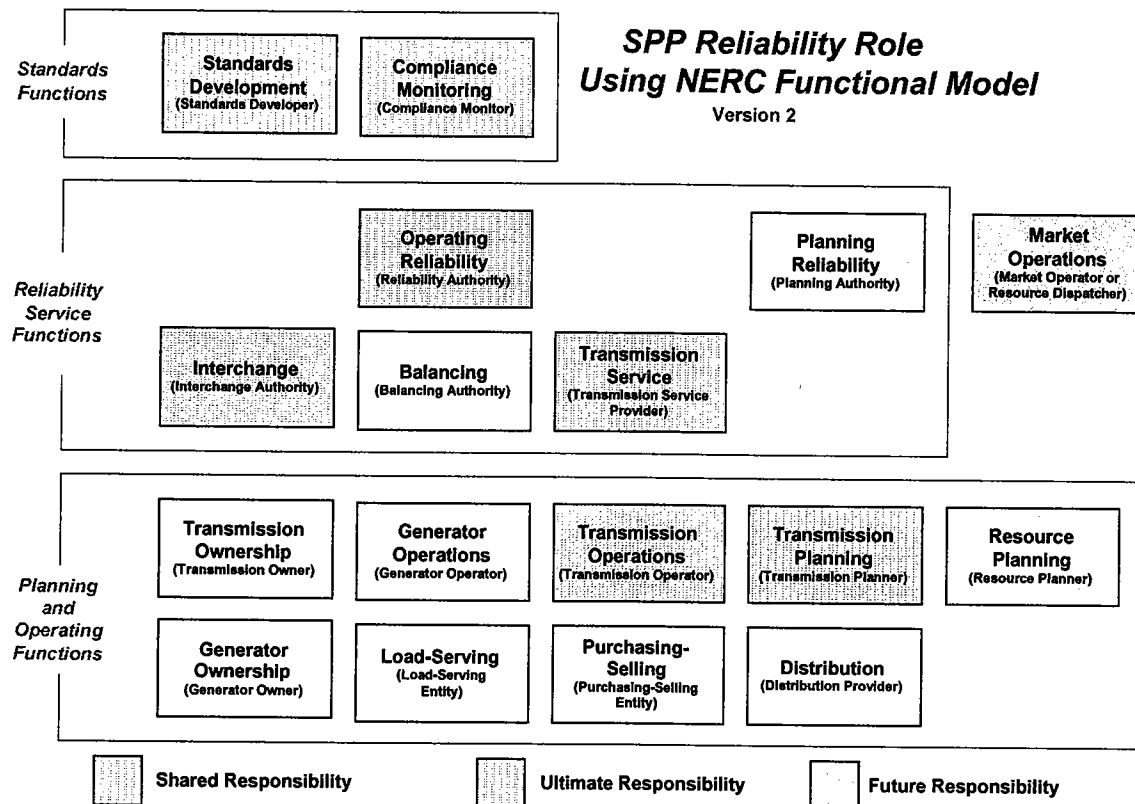 SPP Reliability Role
Using NERC Functional Model
Version 2
Standards
Functions
Standards
Development
(Standards Developer)
Compliance
Monitoring
(Compliance Monitor)
Reliability
Service
Functions
Operating
Reliability
(Reliability Authority)
Planning
Reliability
(Planning Authority)
Market
Operations
(Market Operator or
Resource Dispatcher)
Interchange
(Interchange Authority)
Balancing
(Balancing Authority)
Transmission
Service
(Transmission Service
Provider)
Planning
and
Operating
Functions
Transmission
Ownership
(Transmission Owner)
Generator
Operations
(Generator Operator)
Transmission
Operations
(Transmission Operator)
Transmission
Planning
(Transmission Planner)
Resource
Planning
(Resource Planner)
Generator
Ownership
(Generator Owner)
Load-Serving
(Load-Serving
Entity)
Purchasing-
Selling
(Purchasing-Selling
Entity)
Distribution
(Distribution Provider)
Shared Responsibility
Ultimate Responsibility
Future Responsibility